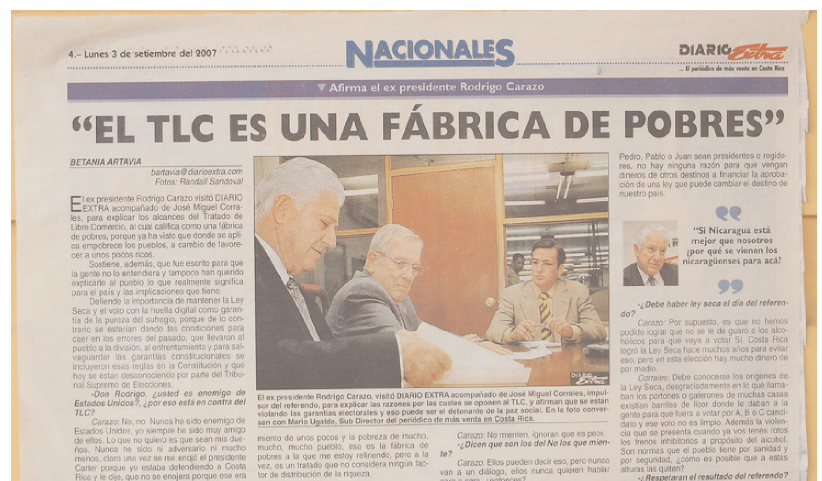 4.– Lunes 3 de setiembre del 2007
NACIONALES
DIARIO Extra
... El periódico de más venta en Costa Rica
▼ Afirma el ex presidente Rodrigo Carazo
“EL TLC ES UNA FÁBRICA DE POBRES”
BETANIA ARTAVIA
bartavia@diarioextra.com
Fotos: Randall Sandoval
El ex presidente Rodrigo Carazo visitó DIARIO
EXTRA acompañado de José Miguel Corra-
les, para explicar los alcances del Tratado de
Libre Comercio, al cual califica como una fábrica
de pobres, porque ya ha visto que donde se apli-
ca empobrece los pueblos, a cambio de favore-
cer a unos pocos ricos.
Sostiene, además, que fue escrito para que
la gente no lo entendiera y tampoco han querido
explicarle al pueblo lo que realmente significa
para el país y las implicaciones que tiene.
Defiende la importancia de mantener la Ley
Seca y el voto con la huella digital como garan-
tía de la pureza del sufragio, porque de lo con-
trario se estarían dando las condiciones para
caer en los errores del pasado, que llevaron al
pueblo a la división, al enfrentamiento y para sal-
vaguardar las garantías constitucionales se
incluyeron esas reglas en la Constitución y que
hoy se están desconociendo por parte del Tribu-
nal Supremo de Elecciones.
-Don Rodrigo, ¿usted es enemigo de
Estados Unidos?, ¿por eso está en contra del
TLC?
Carazo: No, no. Nunca he sido enemigo de
Estados Unidos, yo siempre he sido muy amigo
de ellos. Lo que no quiero es que sean mis due-
ños. Nunca he sido ni adversario ni mucho
menos, claro una vez se me enojó el presidente
Carter porque yo estaba defendiendo a Costa
Rica y le dije, que no se enojara porque ese era
DIARIO Extra
El ex presidente Rodrigo Carazo, visitó DIARIO EXTRA acompañado de José Miguel Corrales, impul-
sor del referendo, para explicar las razones por las cuales se oponen al TLC, y afirman que se están
violando las garantías electorales y eso puede ser el detonante de la paz social. En la foto conver-
san con Mario Ugalde, Sub Director del periódico de más venta en Costa Rica.
miento de unos pocos y la pobreza de mucho,
mucho, mucho pueblo, eso es la fábrica de
pobres a la que me estoy refiriendo, pero a la
vez, es un tratado que no considera ningún fac-
tor de distribución de la riqueza.
Carazo: No mienten, ignoran que es peor.
-¿Dicen que son los del No los que mien-
te?
Carazo: Ellos pueden decir eso, pero nunca
van a un diálogo, ellos nunca quieren hablar
Pedro, Pablo o Juan sean presidentes o regido-
res, no hay ninguna razón para que vengan
dineros de otros destinos a financiar la aproba-
ción de una ley que puede cambiar el destino de
nuestro país.
“Si Nicaragua está
mejor que nosotros
¿por qué se vienen los
nicaragüenses para acá!
”
-¿Debe haber ley seca el día del referen-
do?
Carazo: Por supuesto, es que no hemos
podido lograr que no se le de guaro a los alco-
hólicos para que vaya a votar Sí. Costa Rica
logró la Ley Seca hace muchos años para evitar
eso, pero en esta elección hay mucho dinero de
por medio.
Corrales: Debe conocerse los orígenes de
la Ley Seca, desgraciadamente en lo que llama-
ban los portones o galerones de muchas casas
existían barriles de licor donde le daban a la
gente para que fuera a votar por A, B o C candi-
dato y ese voto no es limpio. Además la violen-
cia que se presenta cuando ya vamos tenés rotos
los frenos inhibitorios a propósito del alcohol.
Son normas que el pueblo tiene por sanidad y
por seguridad, ¿cómo es posible que a estas
alturas las quiten?
-¿Respetaran el resultado del referendo?